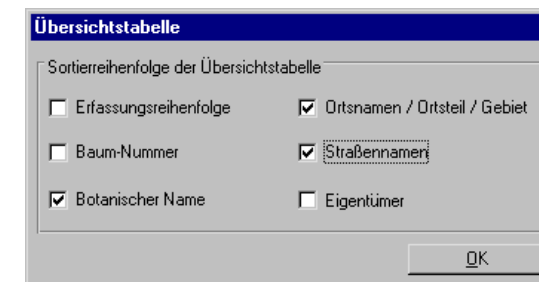 Übersichtstabelle
Sortierreihenfolge der Übersichtstabelle
Erfassungsreihenfolge
Ortsnamen / Ortsteil / Gebiet
Baum-Nummer
Straßennamen
Botanischer Name
Eigentümer
OK